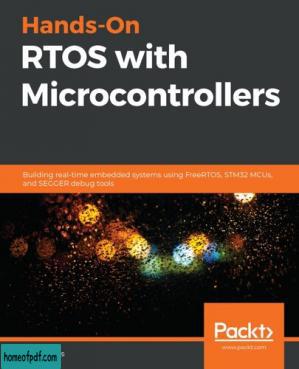 Hands-On
RTOS with
Microcontrollers
Building real-time embedded systems using FreeRTOS, STM32 MCUs,
and SEGGER debug tools
Packt>
www.packt.com
homeofpdf.com